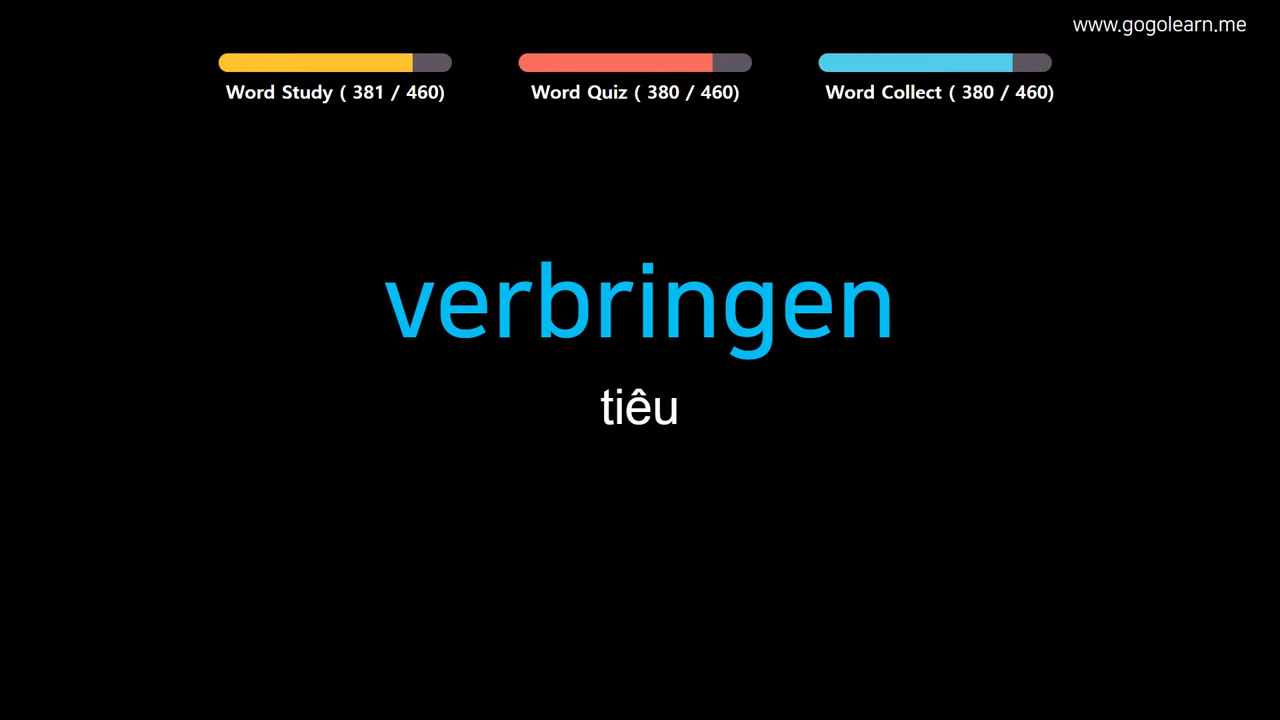 www.gogolearn.me
Word Study ( 381 / 460)
Word Quiz ( 380 / 460)
Word Collect ( 380 / 460)
verbringen
tiêu